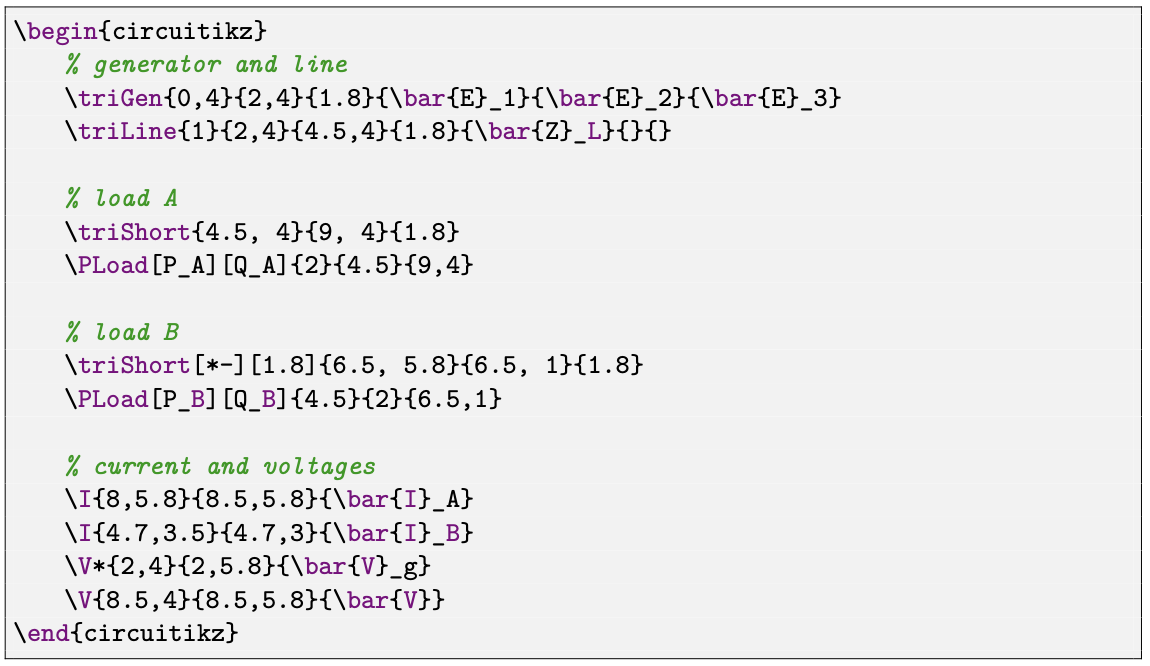 \begin{circuitikz}
% generator and line
\triGen{0,4}{2,4}{1.8}{\bar{E}_1}{\bar{E}_2}{\bar{E}_3}
\triLine{1}{2,4}{4.5,4}{1.8}{\bar{Z}_L}{}{}
% load A
\triShort{4.5, 4}{9, 4}{1.8}
\PLoad[P_A][Q_A]{2}{4.5}{9,4}
% load B
\triShort[*-][1.8]{6.5, 5.8}{6.5, 1}{1.8}
\PLoad[P_B][Q_B]{4.5}{2}{6.5,1}
% current and voltages
\I{8,5.8}{8.5,5.8}{\bar{I}_A}
\I{4.7,3.5}{4.7,3}{\bar{I}_B}
\V*{2,4}{2,5.8}{\bar{V}_g}
\V{8.5,4}{8.5,5.8}{\bar{V}}
\end{circuitikz}